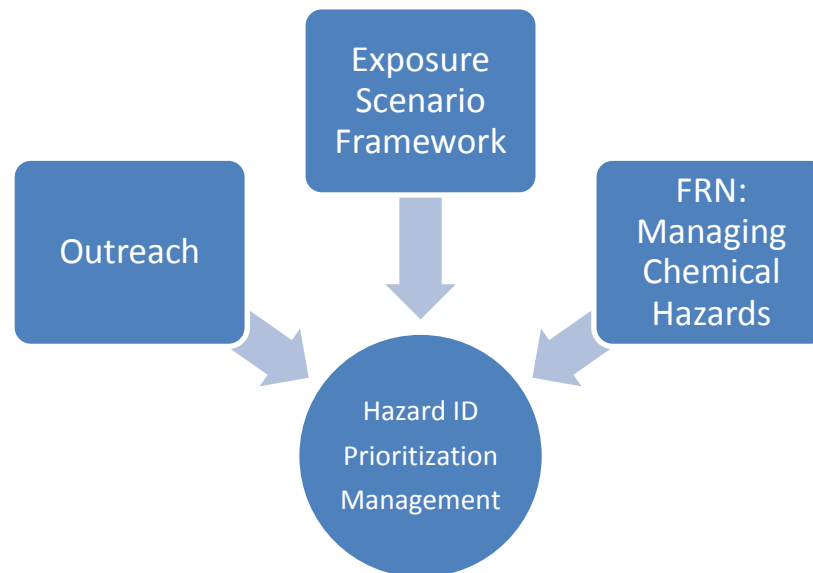 Exposure
Scenario
Framework
Outreach
FRN:
Managing
Chemical
Hazards
Hazard ID
Prioritization
Management